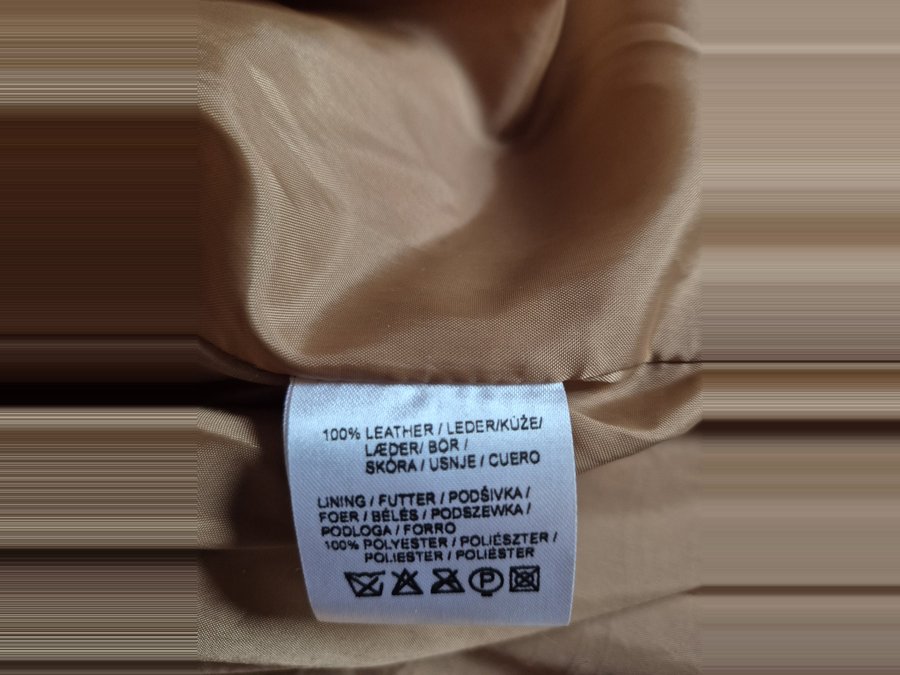 100% LEATHER / LEDER/KÚŽE/
LÆDER/ BŐR /
SKÓRA / USNJE / CUERO
LINING / FUTTER / PODŠIVKA /
FOER / BÉLÉS / PODSZEWKA /
PODLOGA / FORRO
100% POLYESTER / POLIÉSZTER /
POLIESTER / POLIÉSTER
P